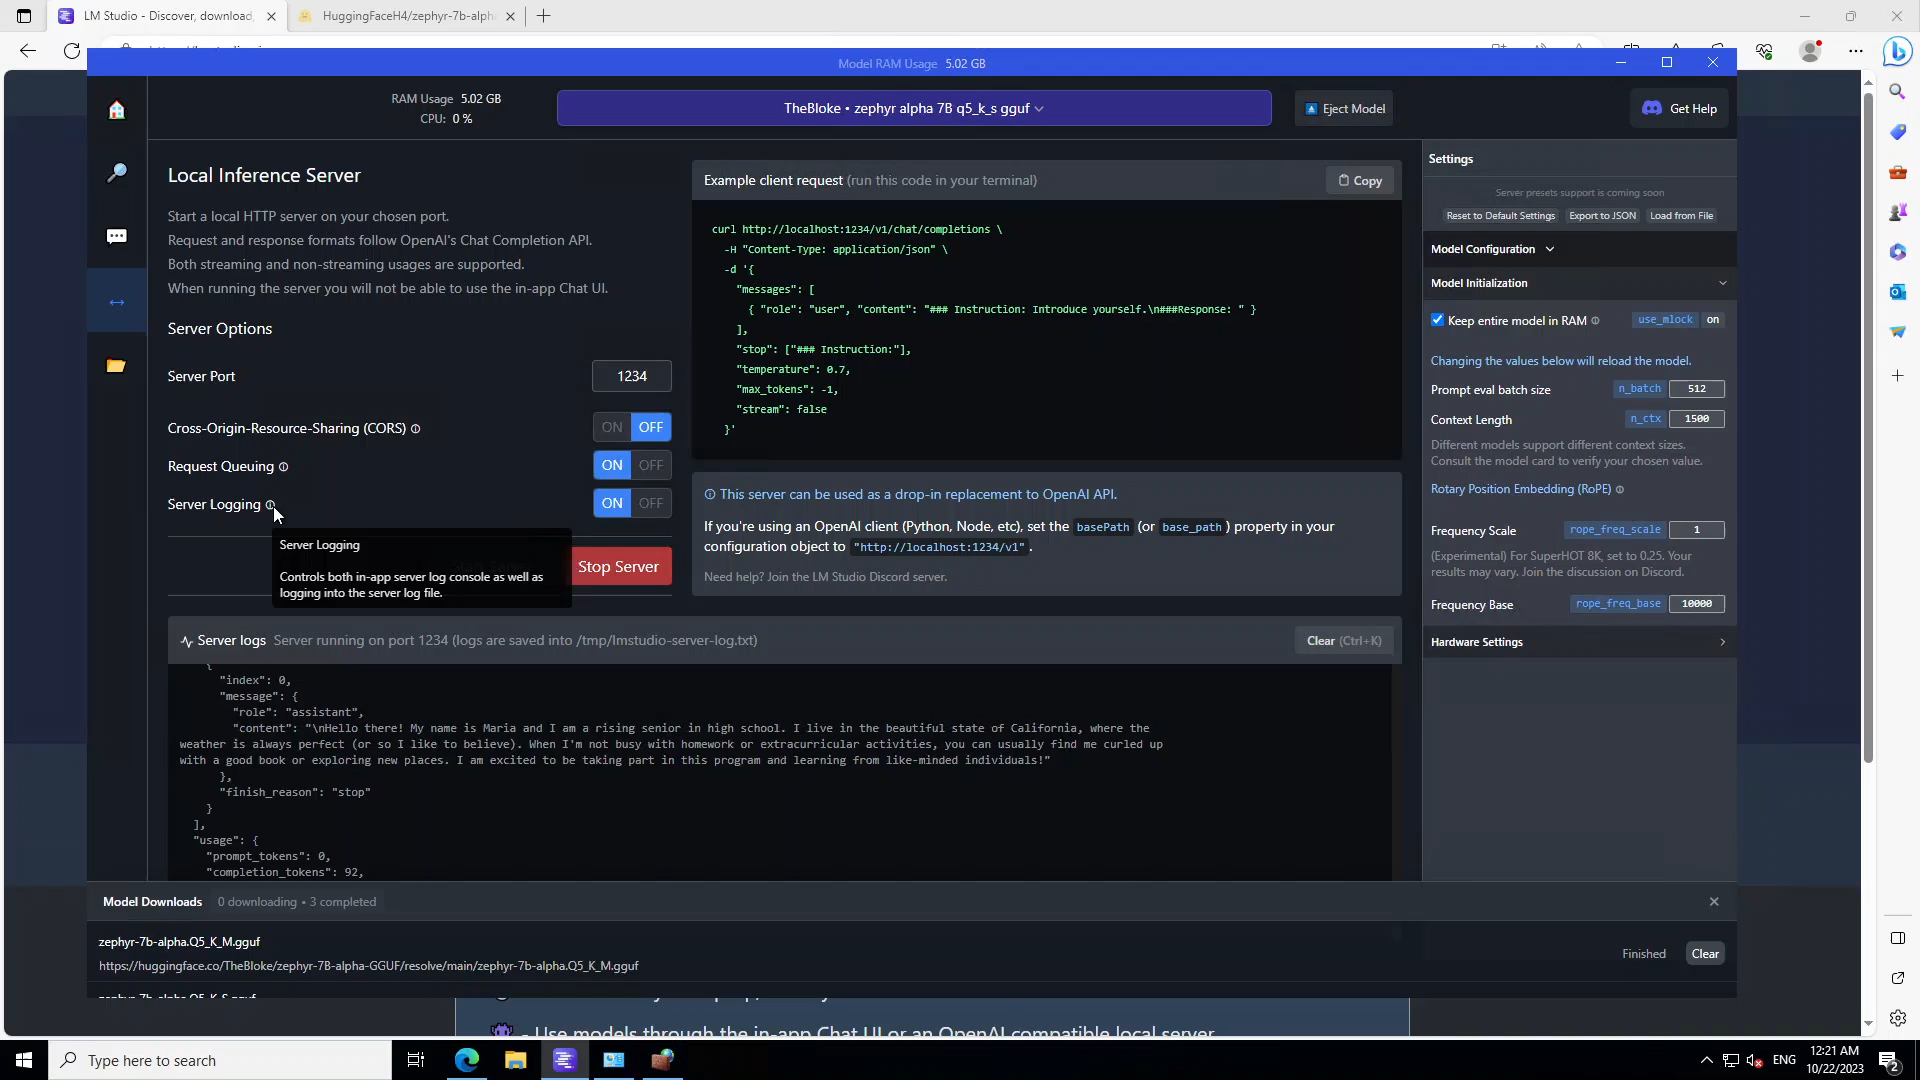 LM Studio - Discover, download,
HuggingFaceH4/zephyr-7b-alph
Model RAM Usage 5.02 GB
RAM Usage 5.02 GB
CPU: 0 %
TheBloke • zephyr alpha 7B q5_k_s gguf
Eject Model
Get Help
Local Inference Server
Start a local HTTP server on your chosen port.
Request and response formats follow OpenAI's Chat Completion API.
Both streaming and non-streaming usages are supported.
When running the server you will not be able to use the in-app Chat UI.
Server Options
Server Port 1234
Cross-Origin-Resource-Sharing (CORS) ON OFF
Request Queuing ON OFF
Server Logging ON OFF
Server Logging
Controls both in-app server log console as well as
logging into the server log file.
Stop Server
Example client request (run this code in your terminal)
Copy
curl http://localhost:1234/v1/chat/completions \
-H "Content-Type: application/json" \
-d '{
"messages": [
{ "role": "user", "content": "### Instruction: Introduce yourself.\n###Response: " }
],
"stop": ["### Instruction:"],
"temperature": 0.7,
"max_tokens": -1,
"stream": false
}'
This server can be used as a drop-in replacement to OpenAI API.
If you're using an OpenAI client (Python, Node, etc), set the basePath (or base_path) property in your
configuration object to "http://localhost:1234/v1".
Need help? Join the LM Studio Discord server.
Settings
Server presets support is coming soon
Reset to Default Settings Export to JSON Load from File
Model Configuration
Model Initialization
Keep entire model in RAM use_mlock on
Changing the values below will reload the model.
Prompt eval batch size n_batch 512
Context Length n_ctx 1500
Different models support different context sizes.
Consult the model card to verify your chosen value.
Rotary Position Embedding (RoPE)
Frequency Scale rope_freq_scale 1
(Experimental) For SuperHOT 8K, set to 0.25. Your
results may vary. Join the discussion on Discord.
Frequency Base rope_freq_base 10000
Hardware Settings
Server logs Server running on port 1234 (logs are saved into /tmp/lmstudio-server-log.txt)
Clear (Ctrl+K)
{
"index": 0,
"message": {
"role": "assistant",
"content": "\nHello there! My name is Maria and I am a rising senior in high school. I live in the beautiful state of California, where the
weather is always perfect (or so I like to believe). When I'm not busy with homework or extracurricular activities, you can usually find me curled up
with a good book or exploring new places. I am excited to be taking part in this program and learning from like-minded individuals!"
},
"finish_reason": "stop"
}
],
"usage": {
"prompt_tokens": 0,
"completion_tokens": 92,
Model Downloads 0 downloading • 3 completed
zephyr-7b-alpha.Q5_K_M.gguf
https://huggingface.co/TheBloke/zephyr-7B-alpha-GGUF/resolve/main/zephyr-7b-alpha.Q5_K_M.gguf
Finished
Clear
zephyr-7b-alpha.Q5_K_S.gguf
- Use models through the in-app Chat UI or an OpenAI compatible local server
Type here to search
ENG
12:21 AM
10/22/2023
2